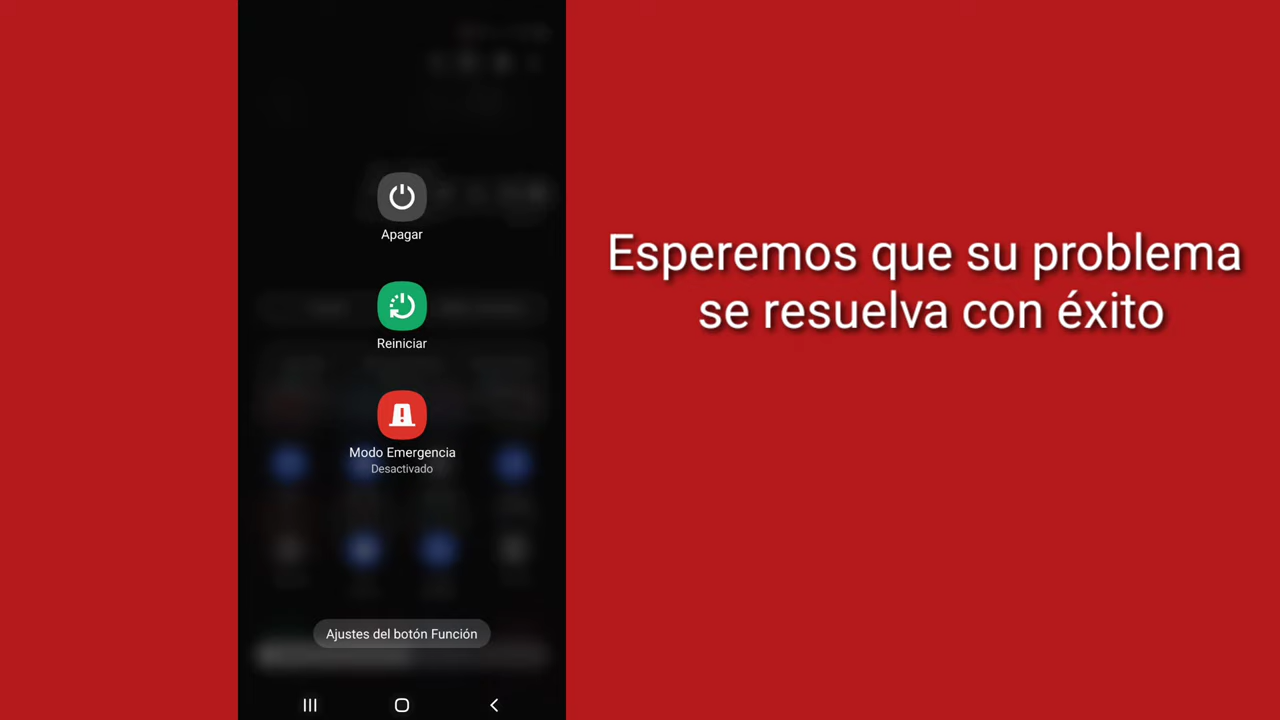 Apagar
Reiniciar
Modo Emergencia
Desactivado
Ajustes del botón Función
Esperemos que su problema
se resuelva con éxito